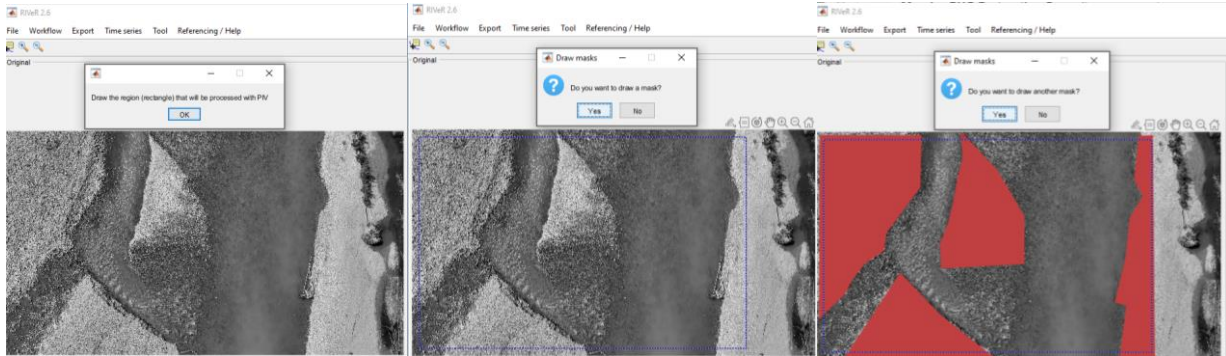 RIVeR 2.6
File Workflow Export Time series Tool Referencing / Help
Original
Draw the region (rectangle) that will be processed with PIV
OK
RIVeR 2.6
File Workflow Export Time series Tool Referencing / Help
Original
Draw masks
Do you want to draw a mask?
Yes No
RIVeR 2.6
File Workflow Export Time series Tool Referencing / Help
Original
Draw masks
Do you want to draw another mask?
Yes No